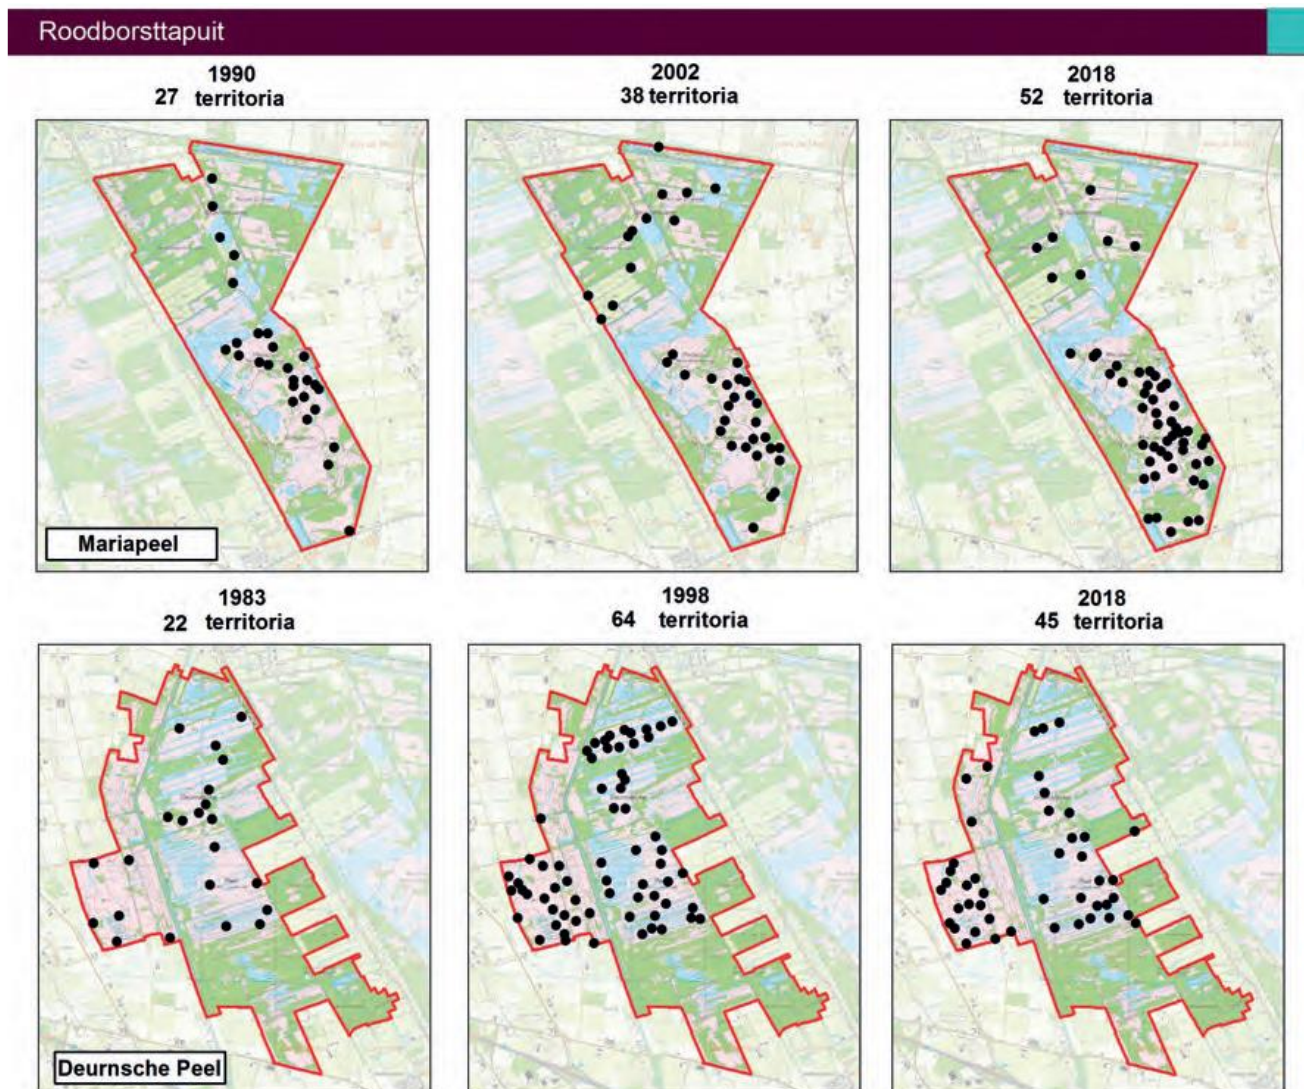 Roodborsttapuit
1990
27 territoria
2002
38 territoria
2018
52 territoria
Mariapeel
1983
22 territoria
1998
64 territoria
2018
45 territoria
Deurnsche Peel